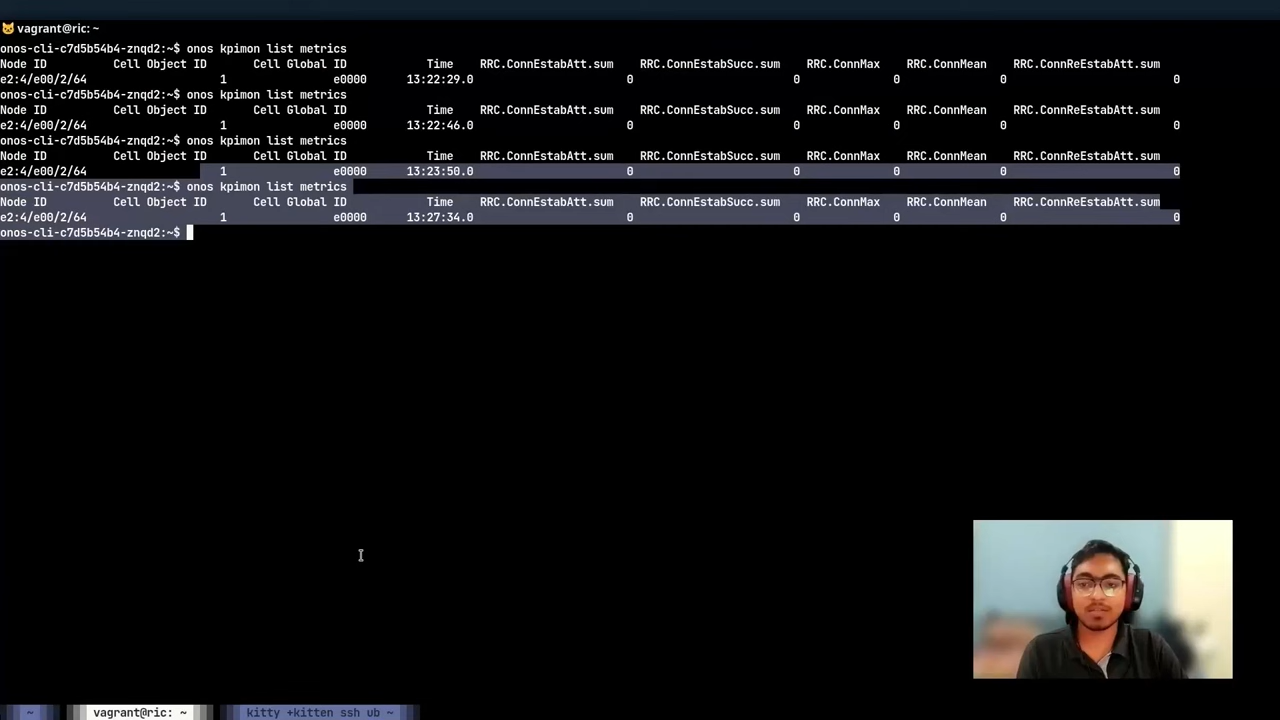 vagrant@ric: ~
onos-cli-c7d5b54b4-znqd2:~$ onos kpimon list metrics
Node ID Cell Object ID Cell Global ID Time RRC.ConnEstabAtt.sum RRC.ConnEstabSucc.sum RRC.ConnMax RRC.ConnMean RRC.ConnReEstabAtt.sum
e2:4/e00/2/64 1 e0000 13:22:29.0 0 0 0 0 0
onos-cli-c7d5b54b4-znqd2:~$ onos kpimon list metrics
Node ID Cell Object ID Cell Global ID Time RRC.ConnEstabAtt.sum RRC.ConnEstabSucc.sum RRC.ConnMax RRC.ConnMean RRC.ConnReEstabAtt.sum
e2:4/e00/2/64 1 e0000 13:22:46.0 0 0 0 0 0
onos-cli-c7d5b54b4-znqd2:~$ onos kpimon list metrics
Node ID Cell Object ID Cell Global ID Time RRC.ConnEstabAtt.sum RRC.ConnEstabSucc.sum RRC.ConnMax RRC.ConnMean RRC.ConnReEstabAtt.sum
e2:4/e00/2/64 1 e0000 13:23:50.0 0 0 0 0 0
onos-cli-c7d5b54b4-znqd2:~$ onos kpimon list metrics
Node ID Cell Object ID Cell Global ID Time RRC.ConnEstabAtt.sum RRC.ConnEstabSucc.sum RRC.ConnMax RRC.ConnMean RRC.ConnReEstabAtt.sum
e2:4/e00/2/64 1 e0000 13:27:34.0 0 0 0 0 0
onos-cli-c7d5b54b4-znqd2:~$
~ vagrant@ric: ~ kitty +kitten ssh ub ~